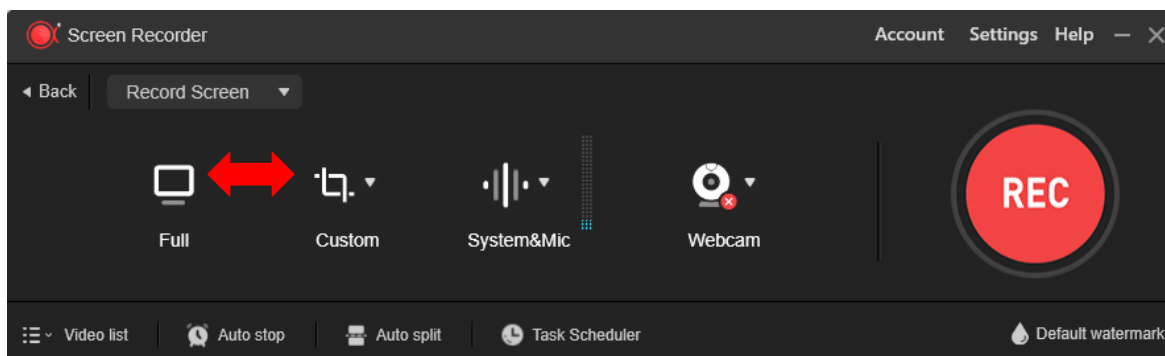 Screen Recorder
Account Settings Help
Back
Record Screen
Full
Custom
System&Mic
Webcam
REC
Video list
Auto stop
Auto split
Task Scheduler
Default watermark